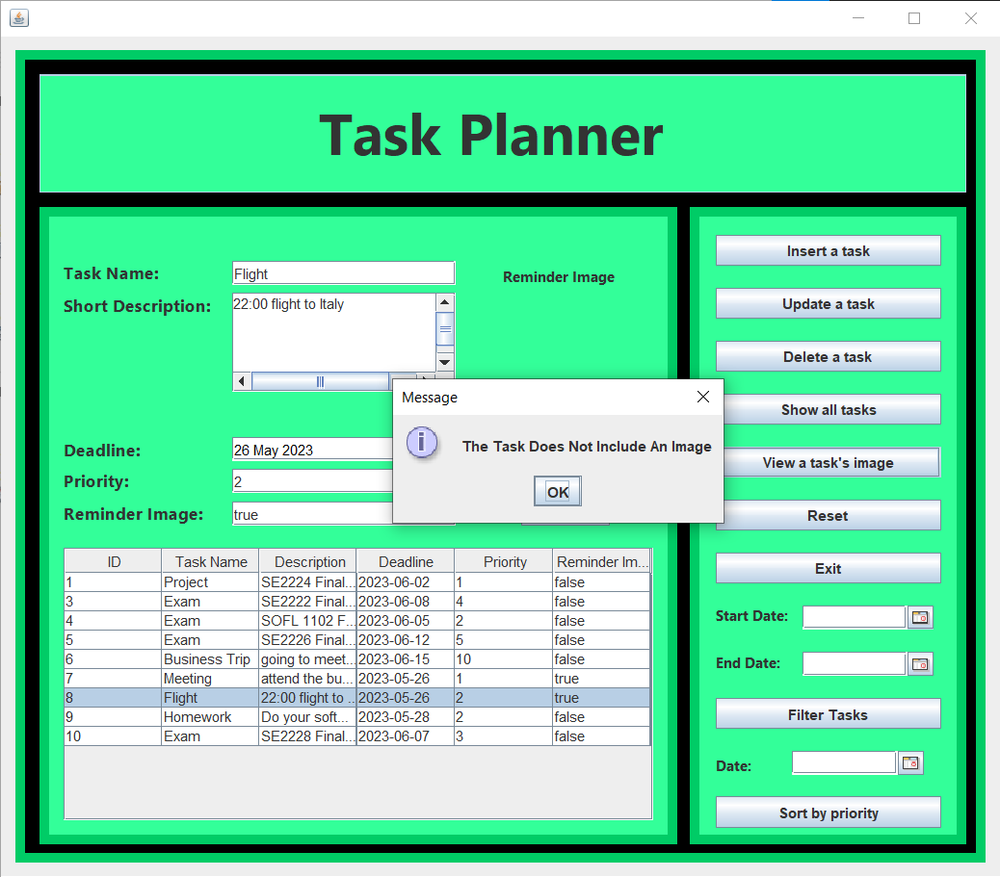 Task Planner
Task Name:
Flight
Reminder Image
Short Description:
22:00 flight to Italy
Deadline:
26 May 2023
Priority:
2
Reminder Image:
true
Message
The Task Does Not Include An Image
OK
Insert a task
Update a task
Delete a task
Show all tasks
View a task's image
Reset
Exit
Start Date:
End Date:
Filter Tasks
Date:
Sort by priority
ID Task Name Description Deadline Priority Reminder Im...
1 Project SE2224 Final... 2023-06-02 1 false
3 Exam SE2222 Final... 2023-06-08 4 false
4 Exam SOFL 1102 F... 2023-06-05 2 false
5 Exam SE2226 Final... 2023-06-12 5 false
6 Business Trip going to meet... 2023-06-15 10 false
7 Meeting attend the bu... 2023-05-26 1 true
8 Flight 22:00 flight to ... 2023-05-26 2 true
9 Homework Do your soft... 2023-05-28 2 false
10 Exam SE2228 Final... 2023-06-07 3 false